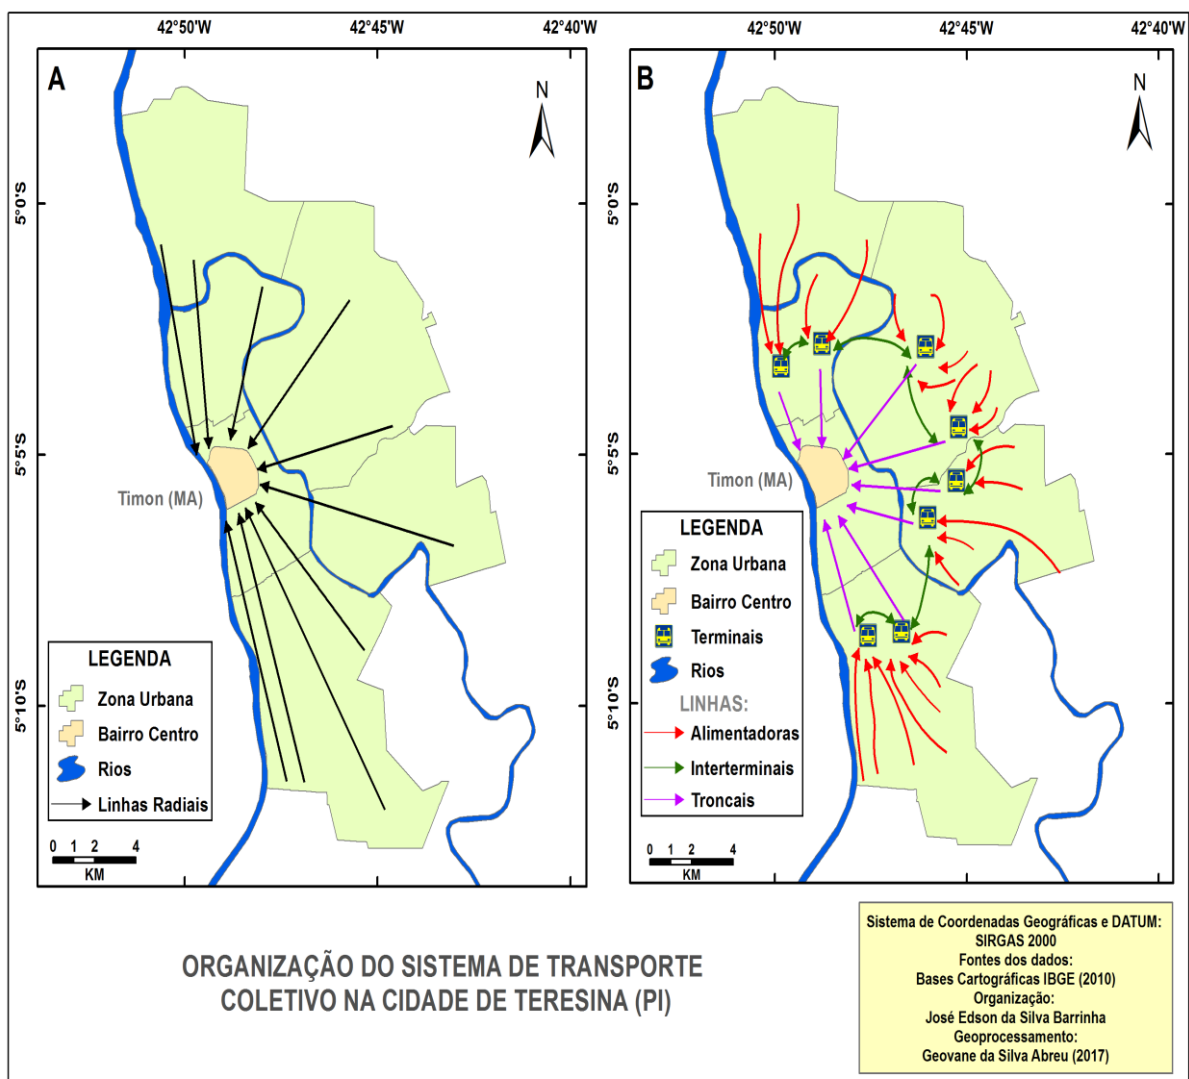 42°50'W
42°45'W
42°40'W
42°50'W
42°45'W
42°40'W
A
N
5°0'S
5°5'S
5°10'S
Timon (MA)
LEGENDA
Zona Urbana
Bairro Centro
Rios
Linhas Radiais
0 1 2 4
KM
B
N
5°0'S
5°5'S
5°10'S
Timon (MA)
LEGENDA
Zona Urbana
Bairro Centro
Terminais
Rios
LINHAS:
Alimentadoras
Interterminais
Troncais
0 1 2 4
KM
ORGANIZAÇÃO DO SISTEMA DE TRANSPORTE
COLETIVO NA CIDADE DE TERESINA (PI)
Sistema de Coordenadas Geográficas e DATUM:
SIRGAS 2000
Fontes dos dados:
Bases Cartográficas IBGE (2010)
Organização:
José Edson da Silva Barrinha
Geoprocessamento:
Geovane da Silva Abreu (2017)